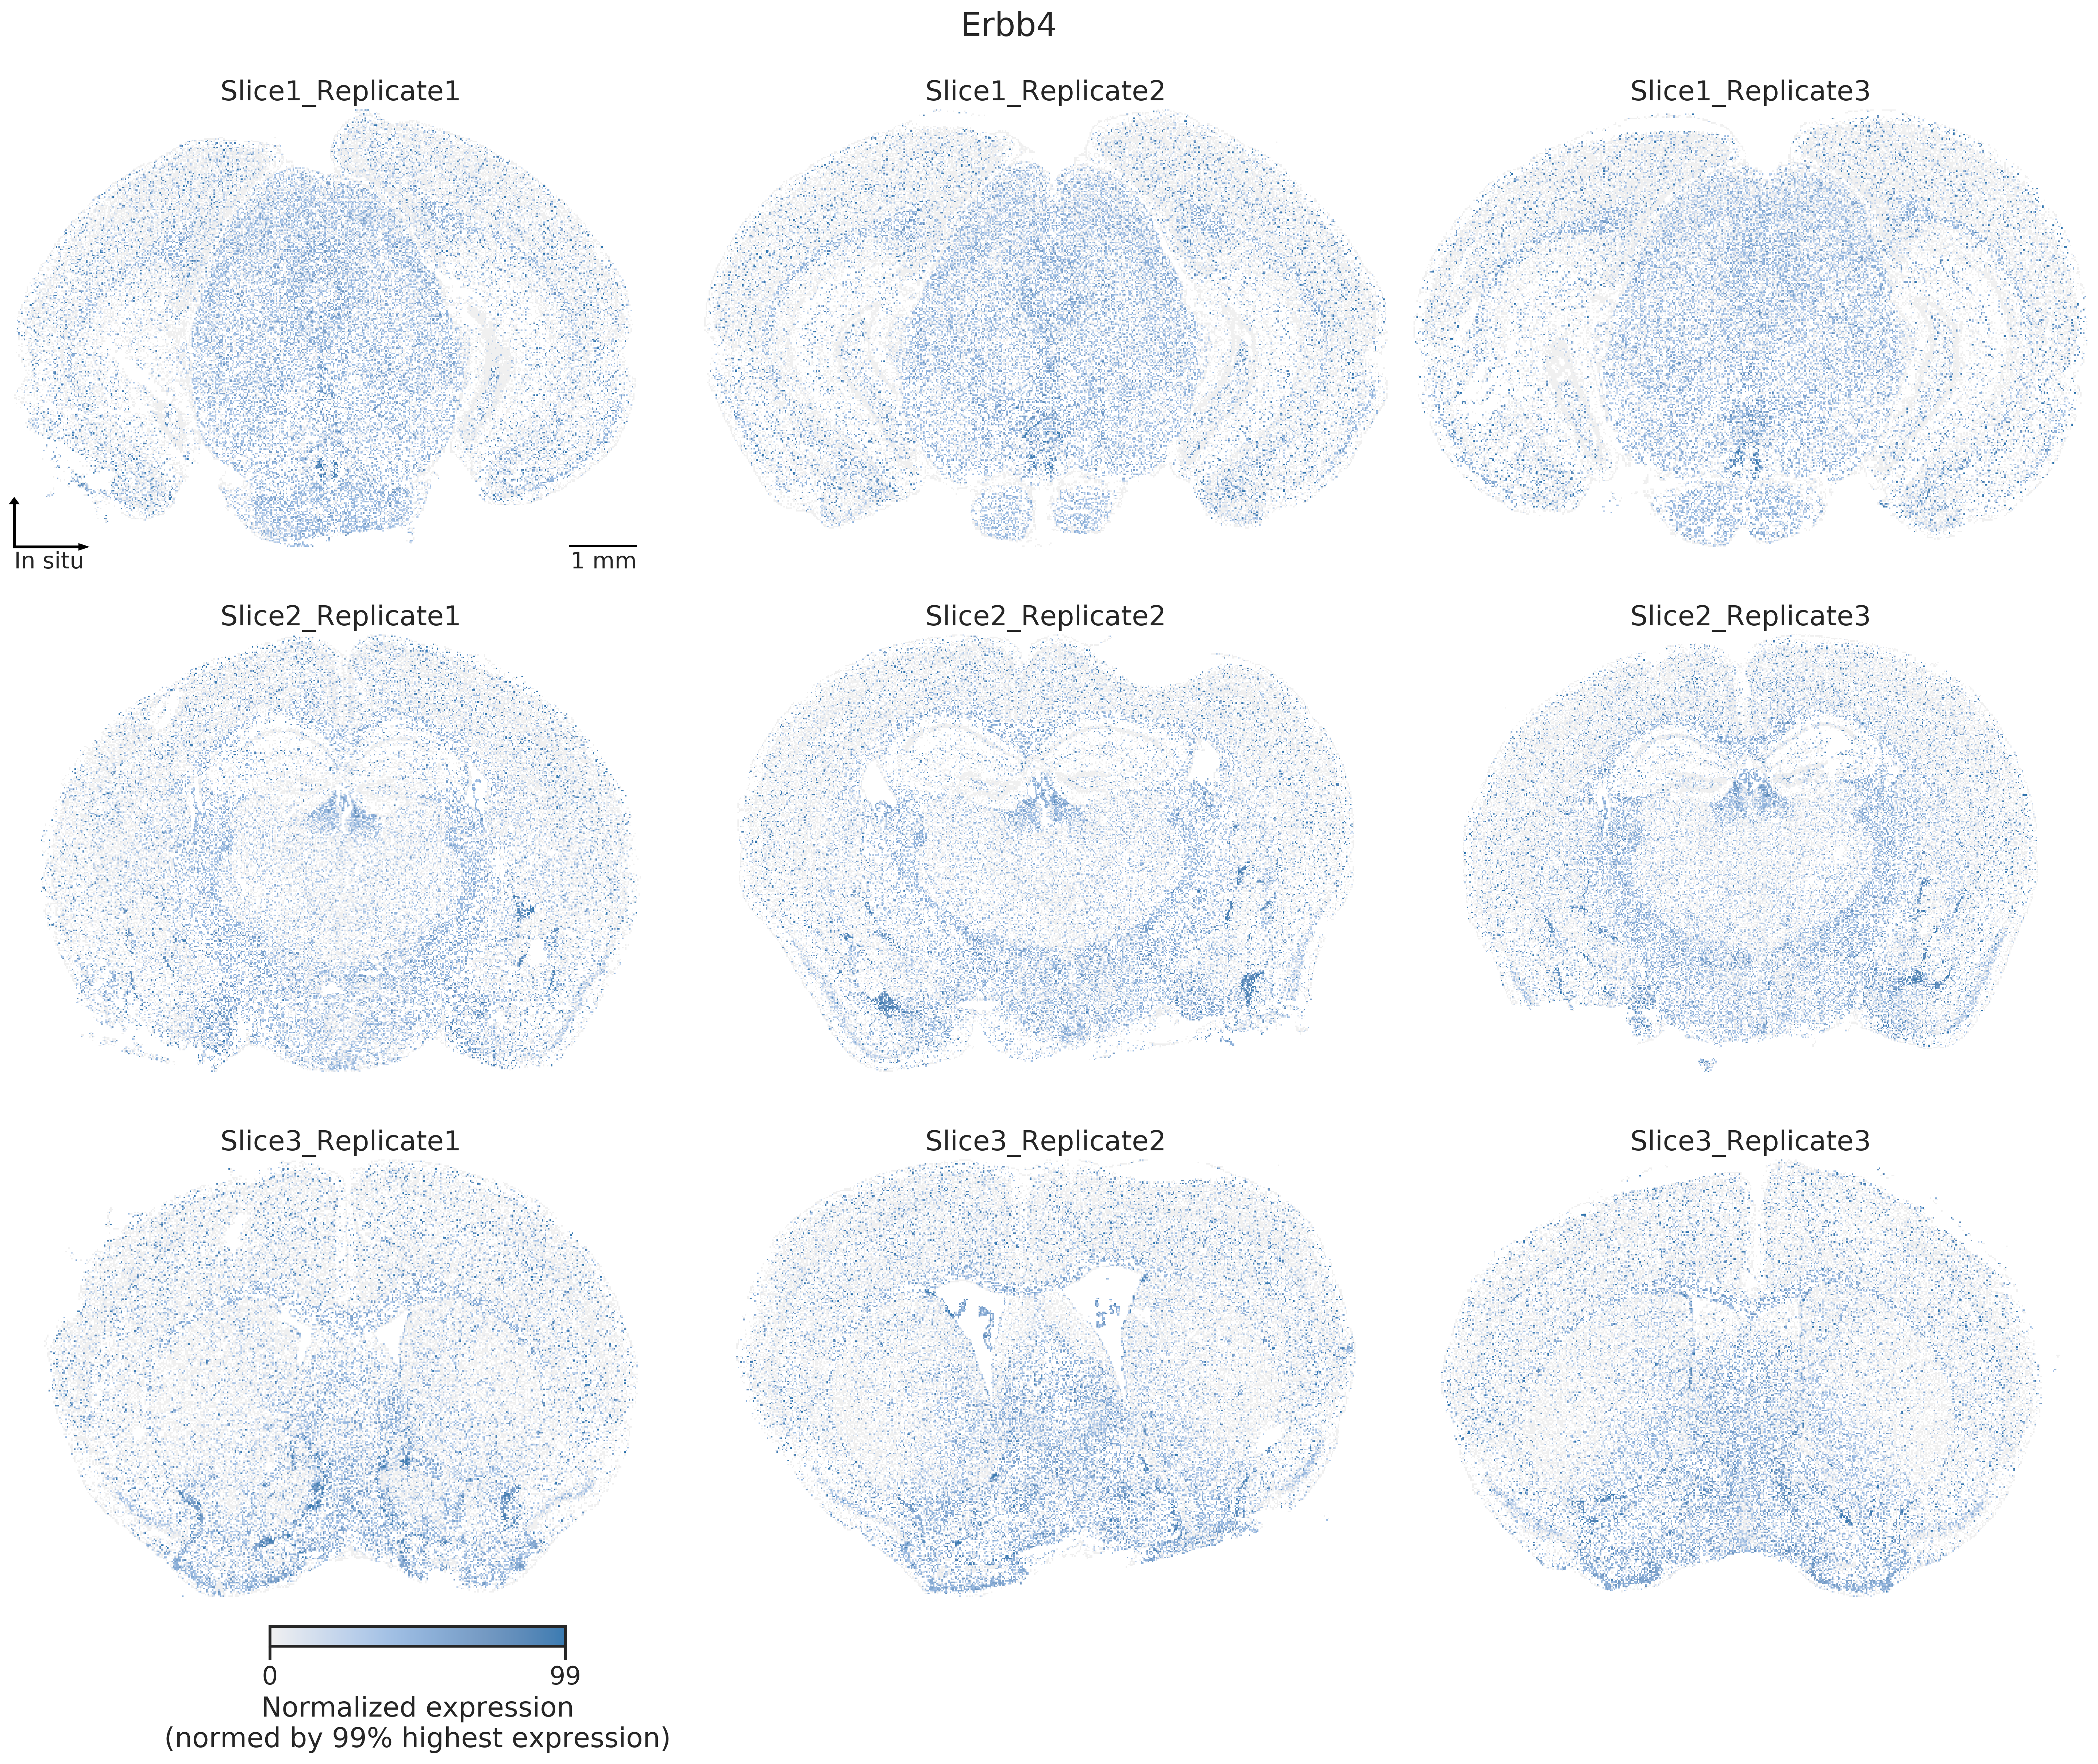 Erbb4
Slice1_Replicate1
Slice1_Replicate2
Slice1_Replicate3
In situ
1 mm
Slice2_Replicate1
Slice2_Replicate2
Slice2_Replicate3
Slice3_Replicate1
Slice3_Replicate2
Slice3_Replicate3
0
99
Normalized expression
(normed by 99% highest expression)